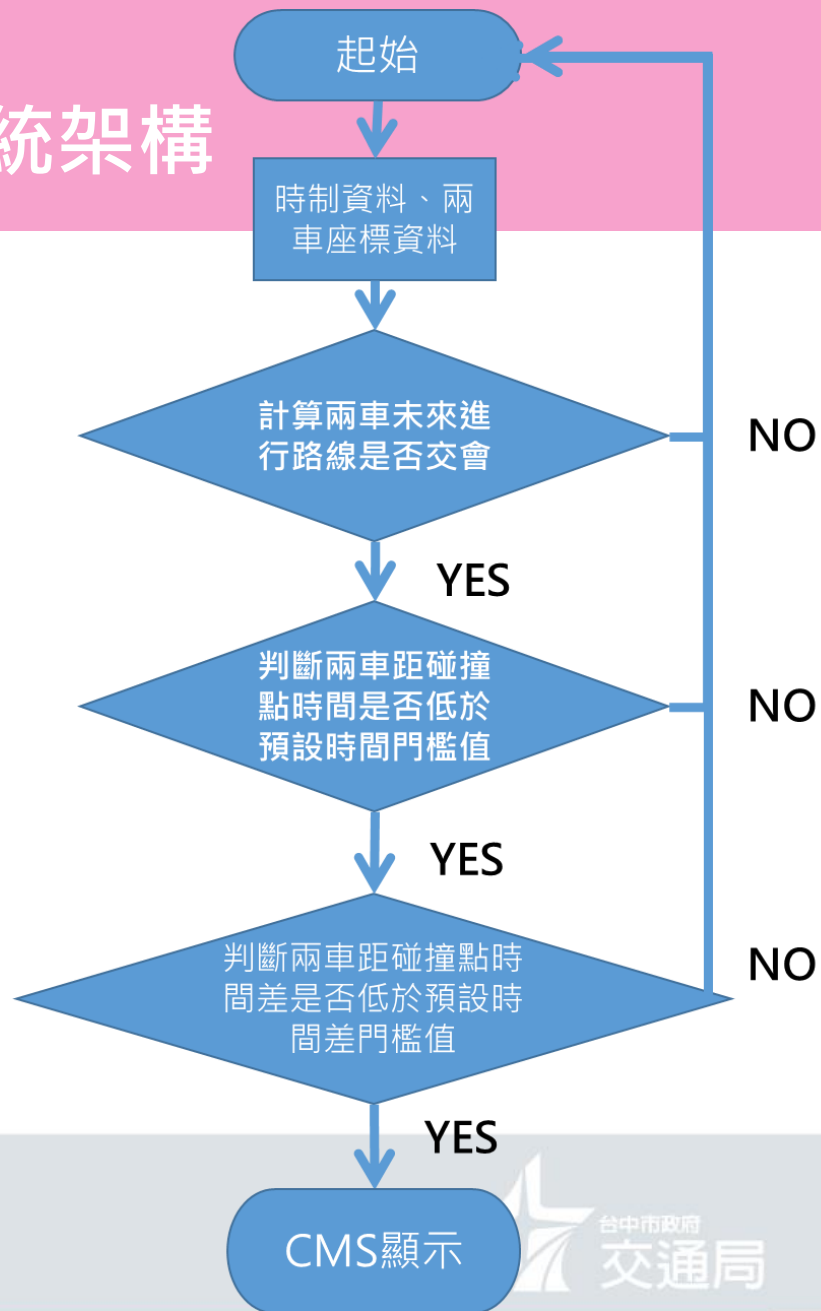 起始
統架構
時制資料、兩
車座標資料
計算兩車未來進
行路線是否交會
NO
YES
判斷兩車距碰撞
點時間是否低於
預設時間門檻值
NO
YES
判斷兩車距碰撞點時
間差是否低於預設時
間差門檻值
NO
YES
CMS顯示
台中市政府
交通局